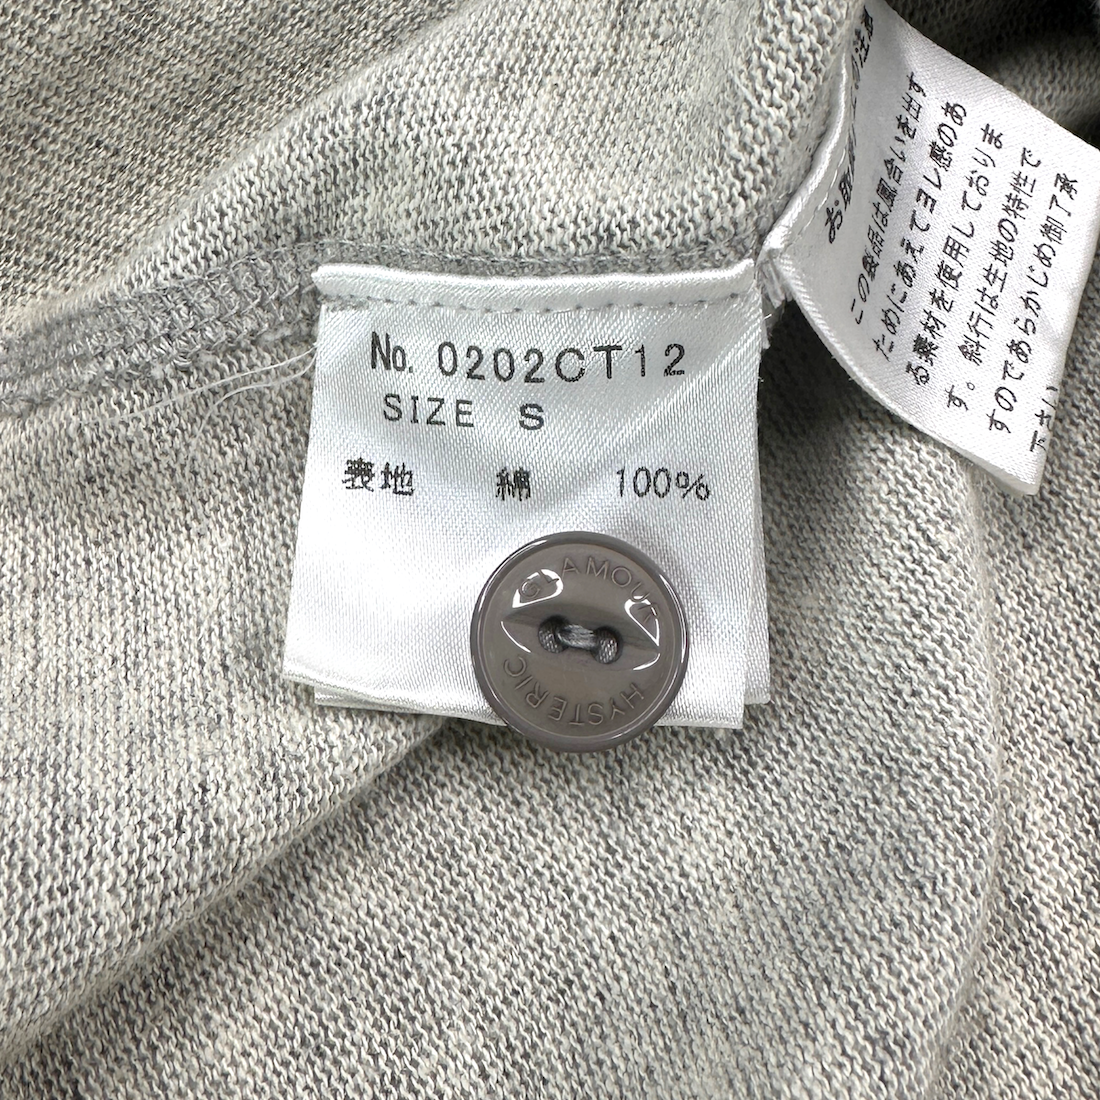 No. 0202CT12
SIZE S
表地 綿 100%
GLAMOUR
HYSTERIC
この製品は風合いを出す
ためにあえてヨレ感のあ
る素材を使用しておりま
す。斜行は生地の特性で
すのであらかじめ御了承
下さい